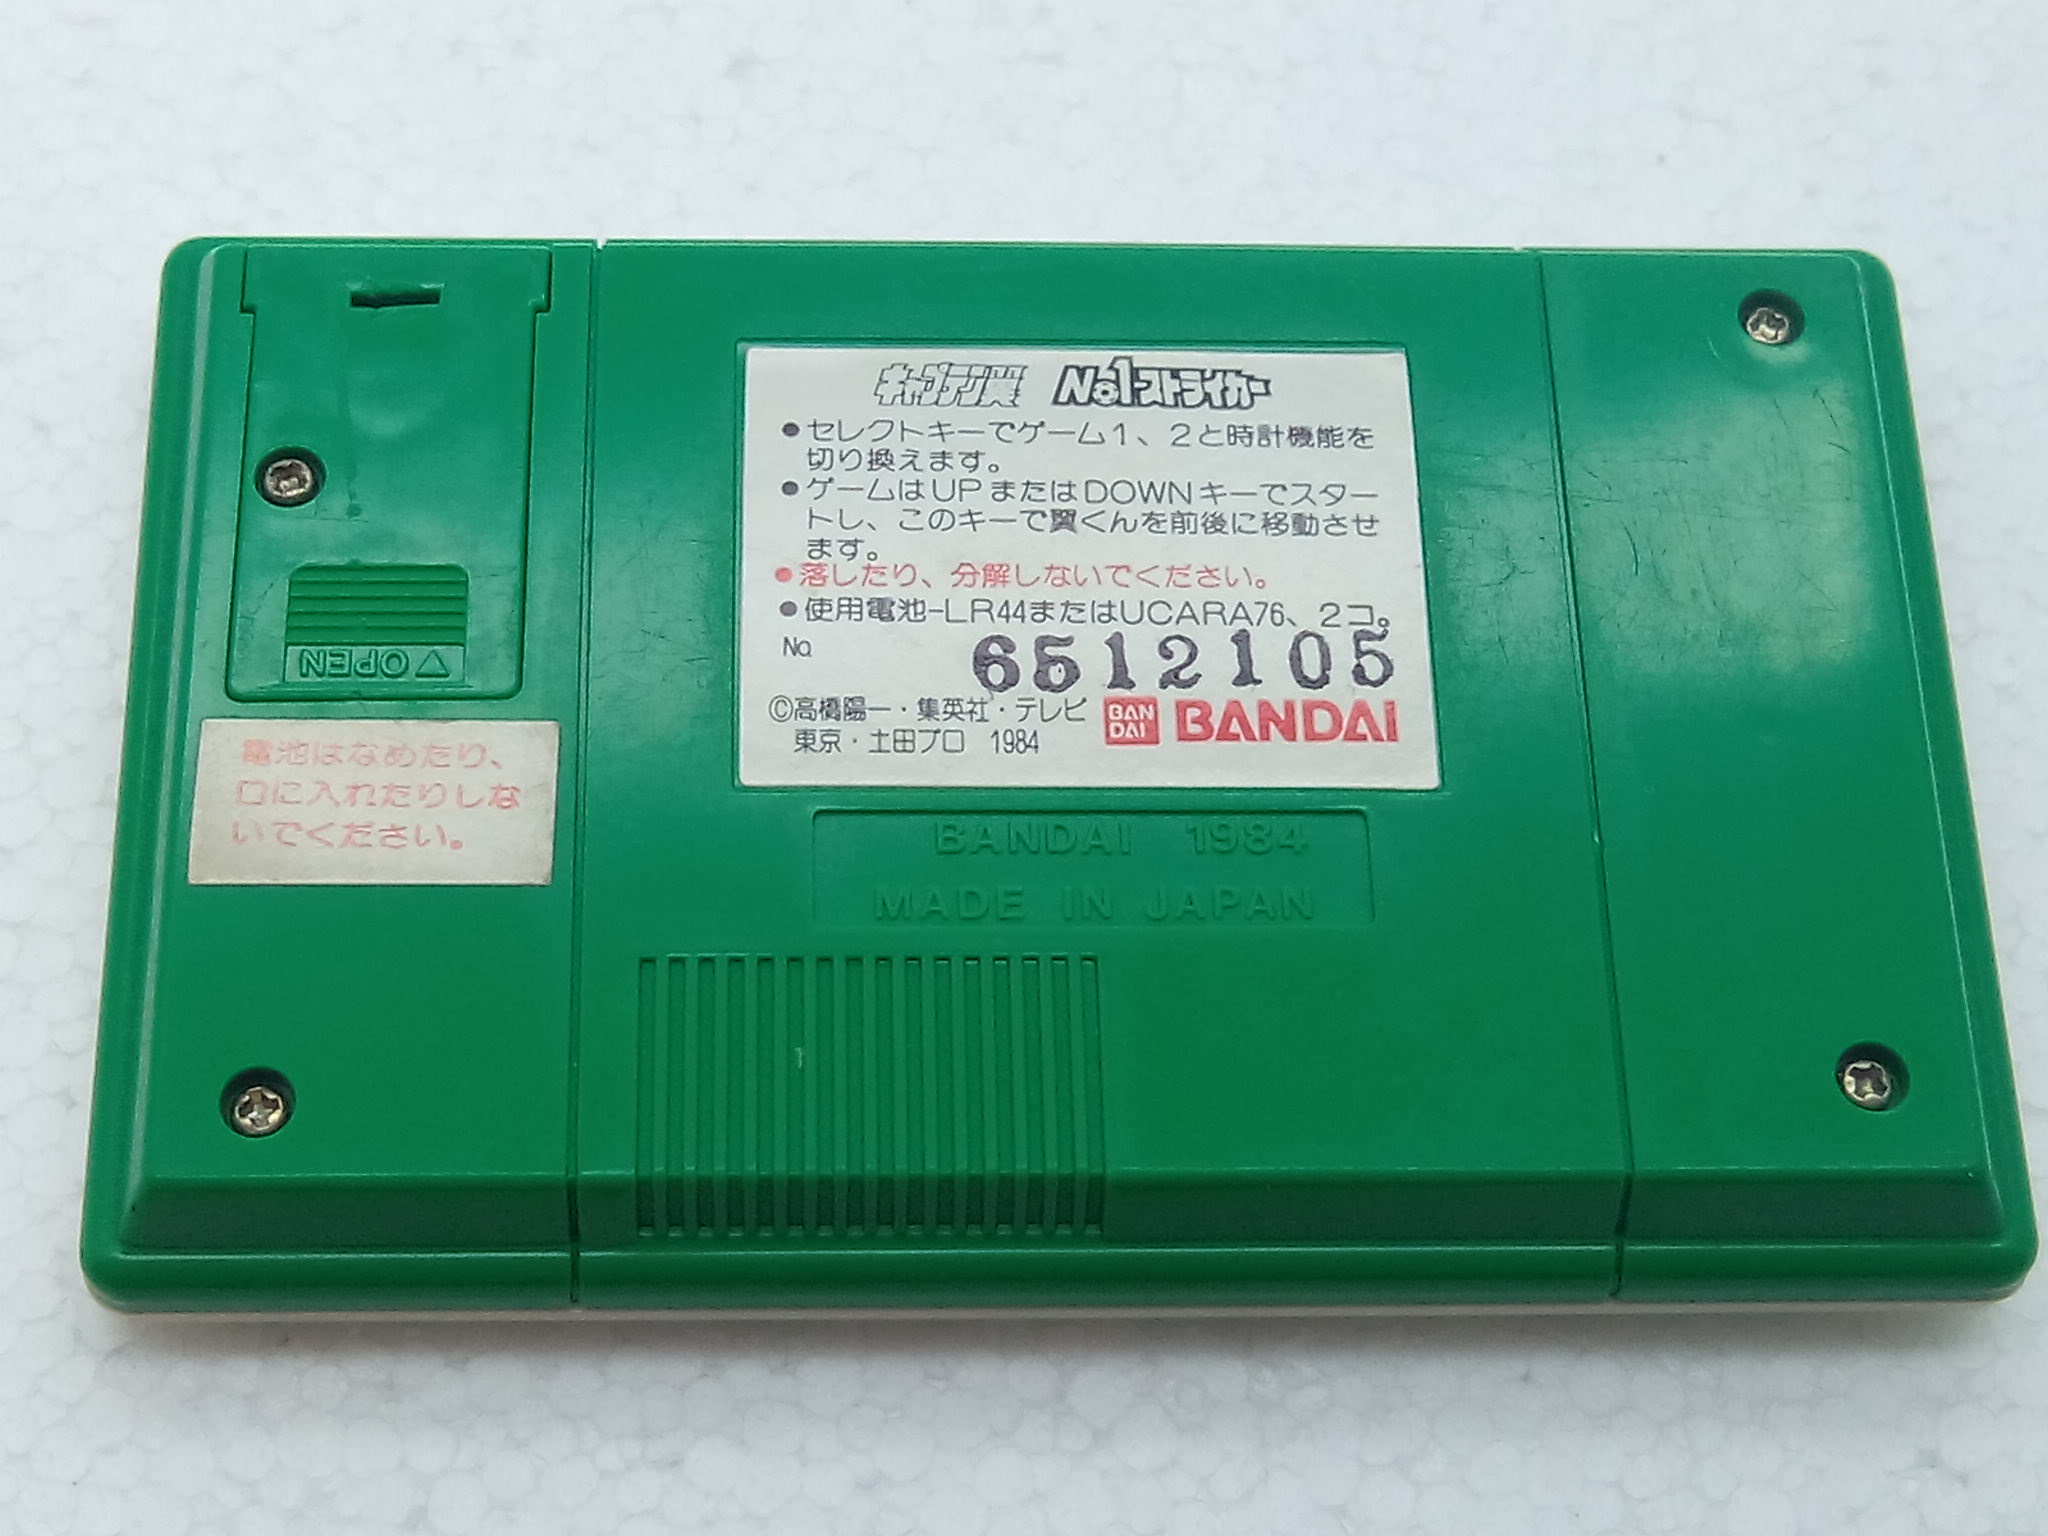 キャプテン翼 No.1ストライカー
●セレクトキーでゲーム1、2と時計機能を
切り換えます。
●ゲームはUPまたはDOWNキーでスター
トし、このキーで翼くんを前後に移動させ
ます。
●落したり、分解しないでください。
●使用電池-LR44またはUCARA76、2コ。
No. 6512105
©高橋陽一・集英社・テレビ
東京・土田プロ 1984
BANDAI BANDAI
▽OPEN
電池はなめたり、
口に入れたりしな
いでください。
BANDAI 1984
MADE IN JAPAN